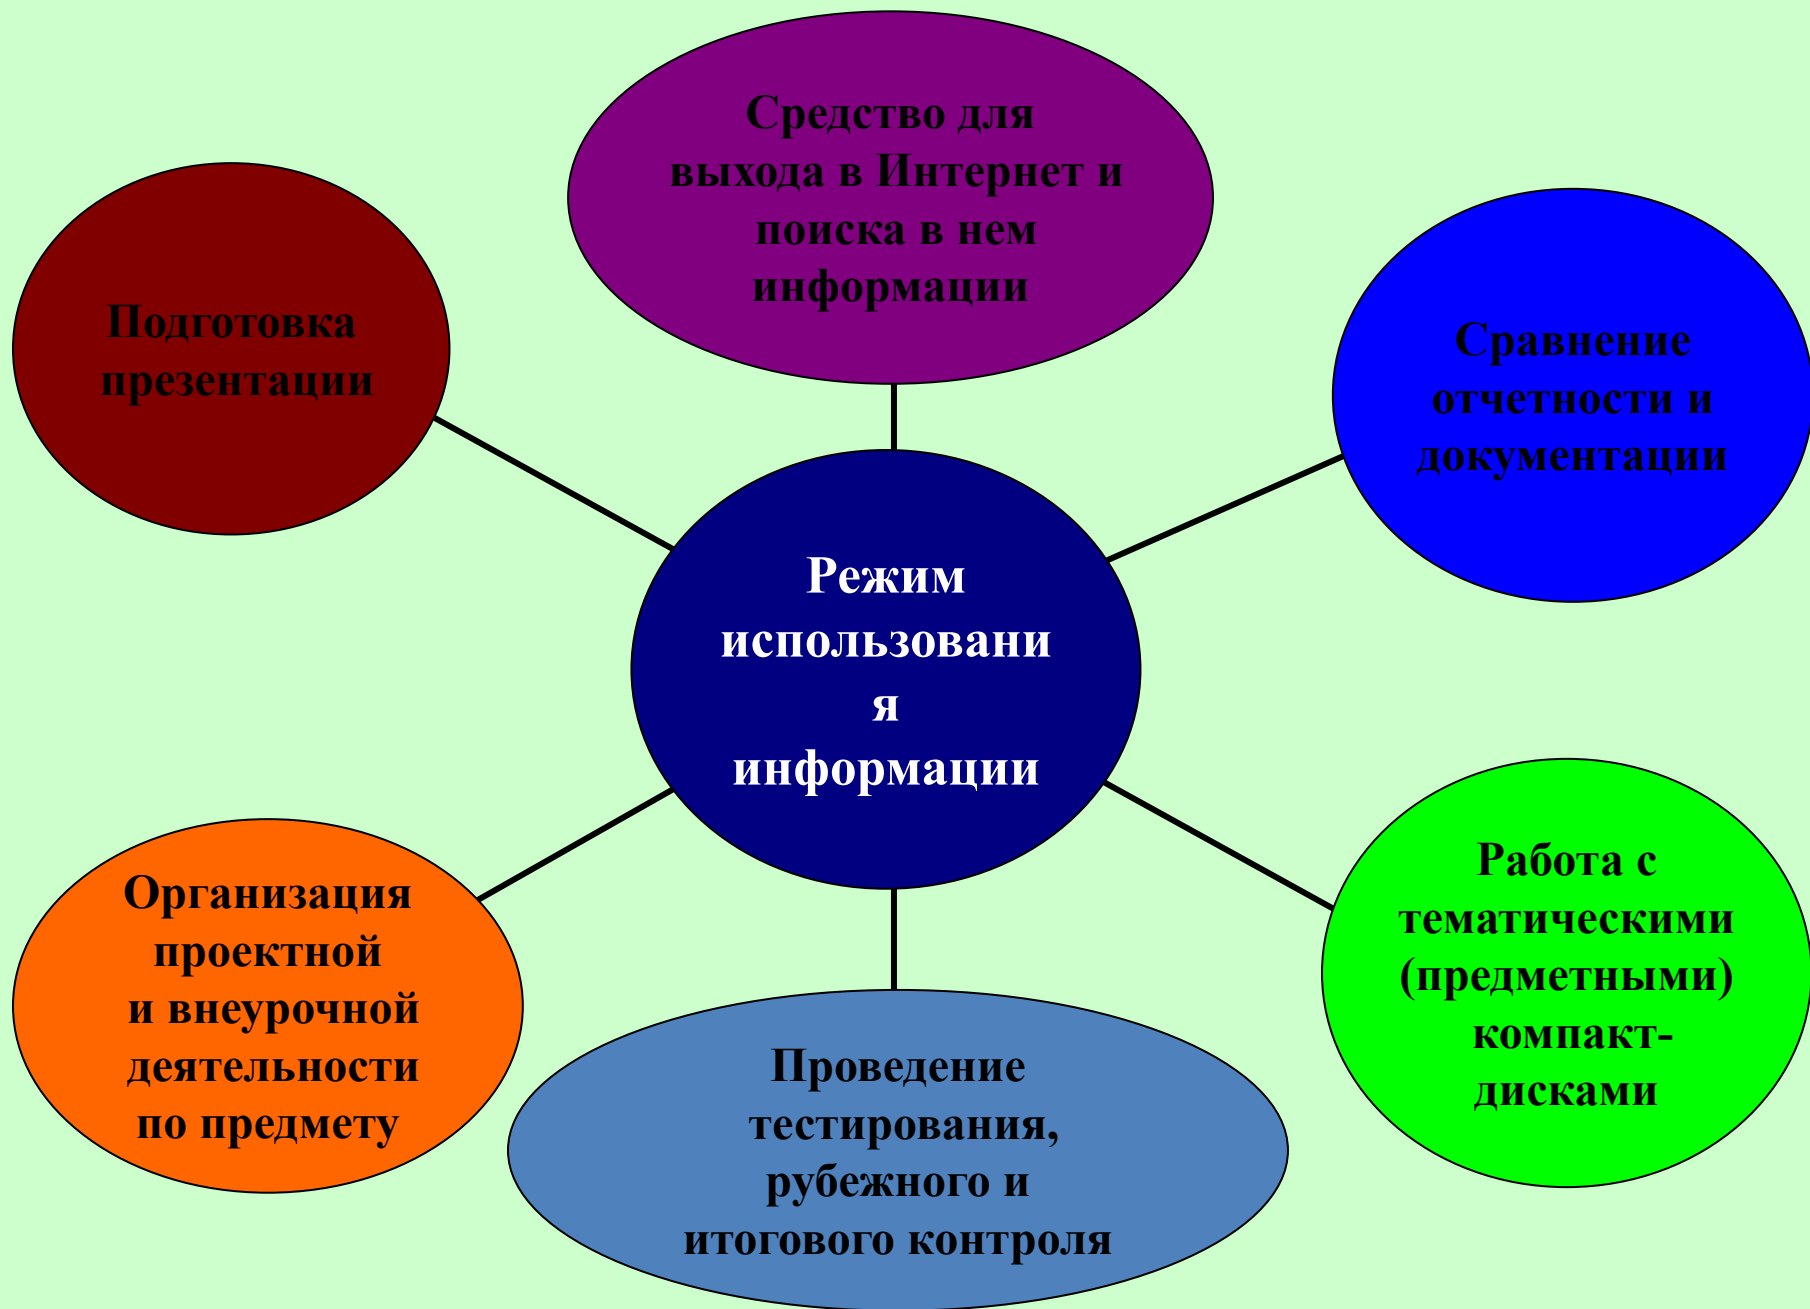 Средство для
выхода в Интернет и
поиска в нем
информации
Подготовка
презентации
Сравнение
отчетности и
документации
Режим
использовани
я
информации
Организация
проектной
и внеурочной
деятельности
по предмету
Работа с
тематическими
(предметными)
компакт-
дисками
Проведение
тестирования,
рубежного и
итогового контроля